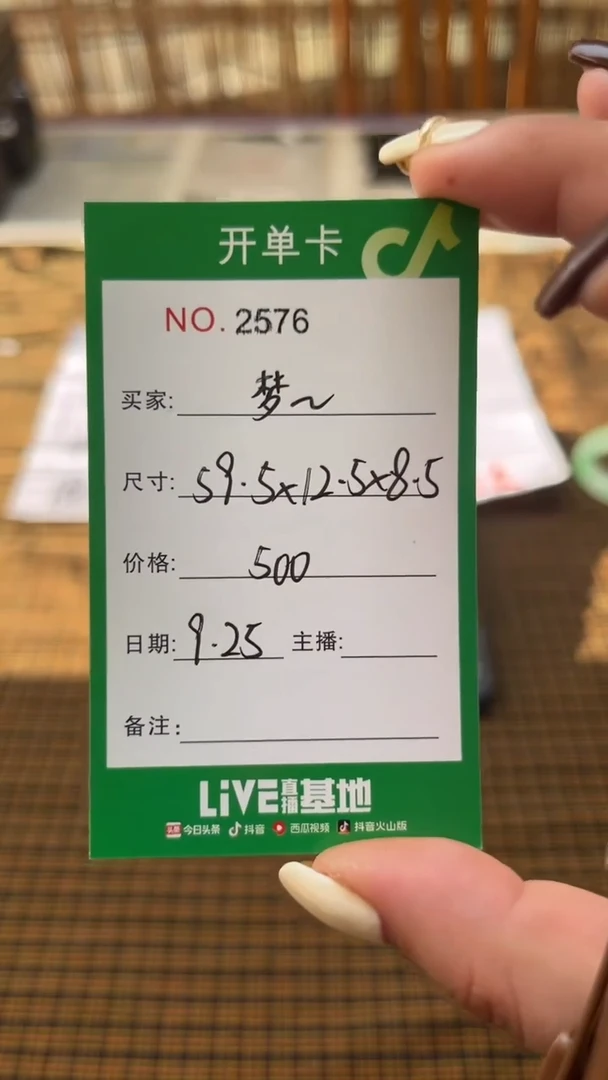 开单卡
NO. 2576
买家: 梦~
尺寸: 59.5x12.5x8.5
价格: 500
日期: 9.25 主播:
备注:
LiVE直播基地
头条 今日头条 抖音 西瓜视频 抖音火山版